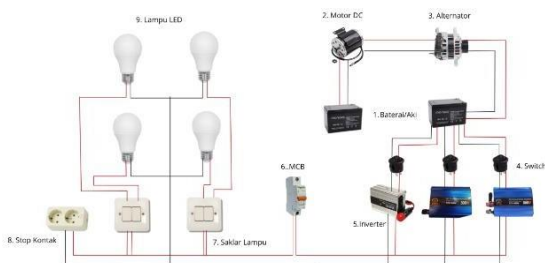 9. Lampu LED
2. Motor DC
3. Alternator
1. Baterai/Aki
4. Switch
6..MCB
5. Inverter
7. Saklar Lampu
8. Stop Kontak